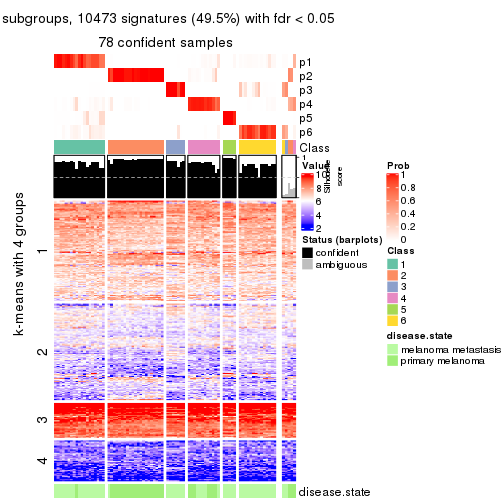 subgroups, 10473 signatures (49.5%) with fdr < 0.05
78 confident samples
p1
p2
p3
p4
p5
p6
Class
1
Silhouette
score
k-means with 4 groups
1
2
3
4
Value
10
8
6
4
2
Status (barplots)
confident
ambiguous
Prob
1
0.8
0.6
0.4
0.2
0
Class
1
2
3
4
5
6
disease.state
melanoma metastasis
primary melanoma
disease.state